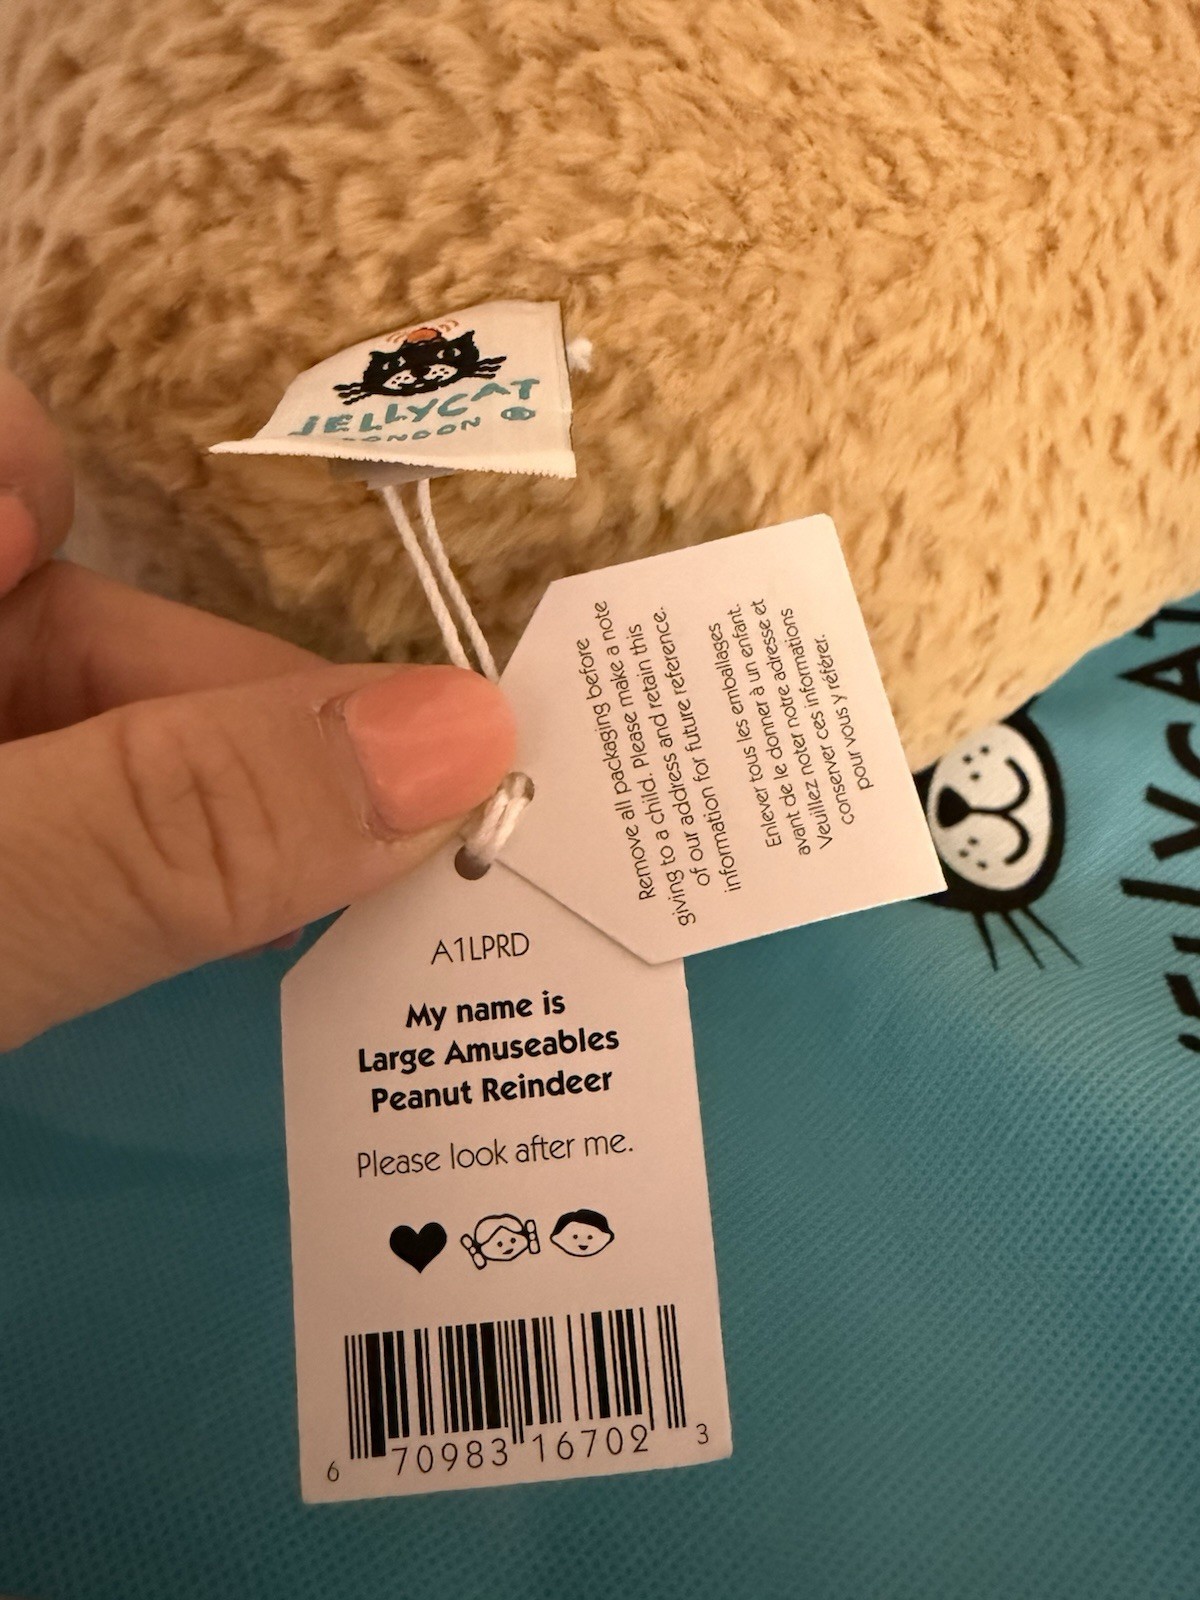 JELLYCAT
LONDON
Remove all packaging before
giving to a child. Please make a note
of our address and retain this
information for future reference.
Enlever tous les emballages
avant de le donner à un enfant.
Veuillez noter notre adresse et
conserver ces informations
pour vous y référer.
A1LPRD
My name is
Large Amuseables
Peanut Reindeer
Please look after me.
6 70983 16702 3
JELLYCAT